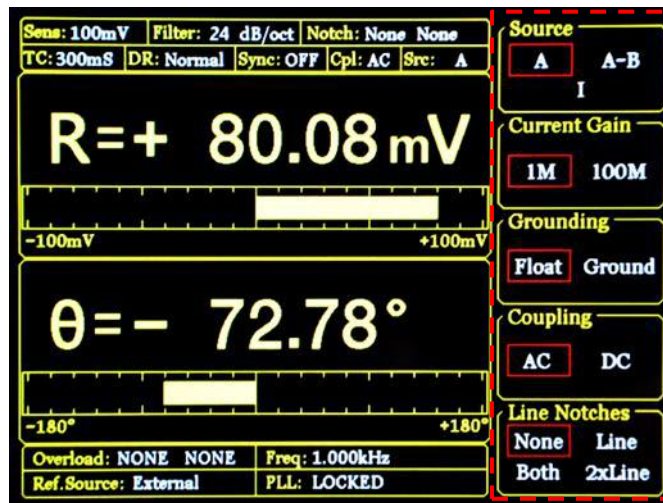 Sens: 100mV Filter: 24 dB/oct Notch: None None
TC: 300mS DR: Normal Sync: OFF Cpl: AC Src: A
R=+ 80.08 mV
-100mV +100mV
θ=- 72.78°
-180° +180°
Overload: NONE NONE Freq: 1.000kHz
Ref.Source: External PLL: LOCKED
Source
A A-B
I
Current Gain
1M 100M
Grounding
Float Ground
Coupling
AC DC
Line Notches
None Line
Both 2xLine